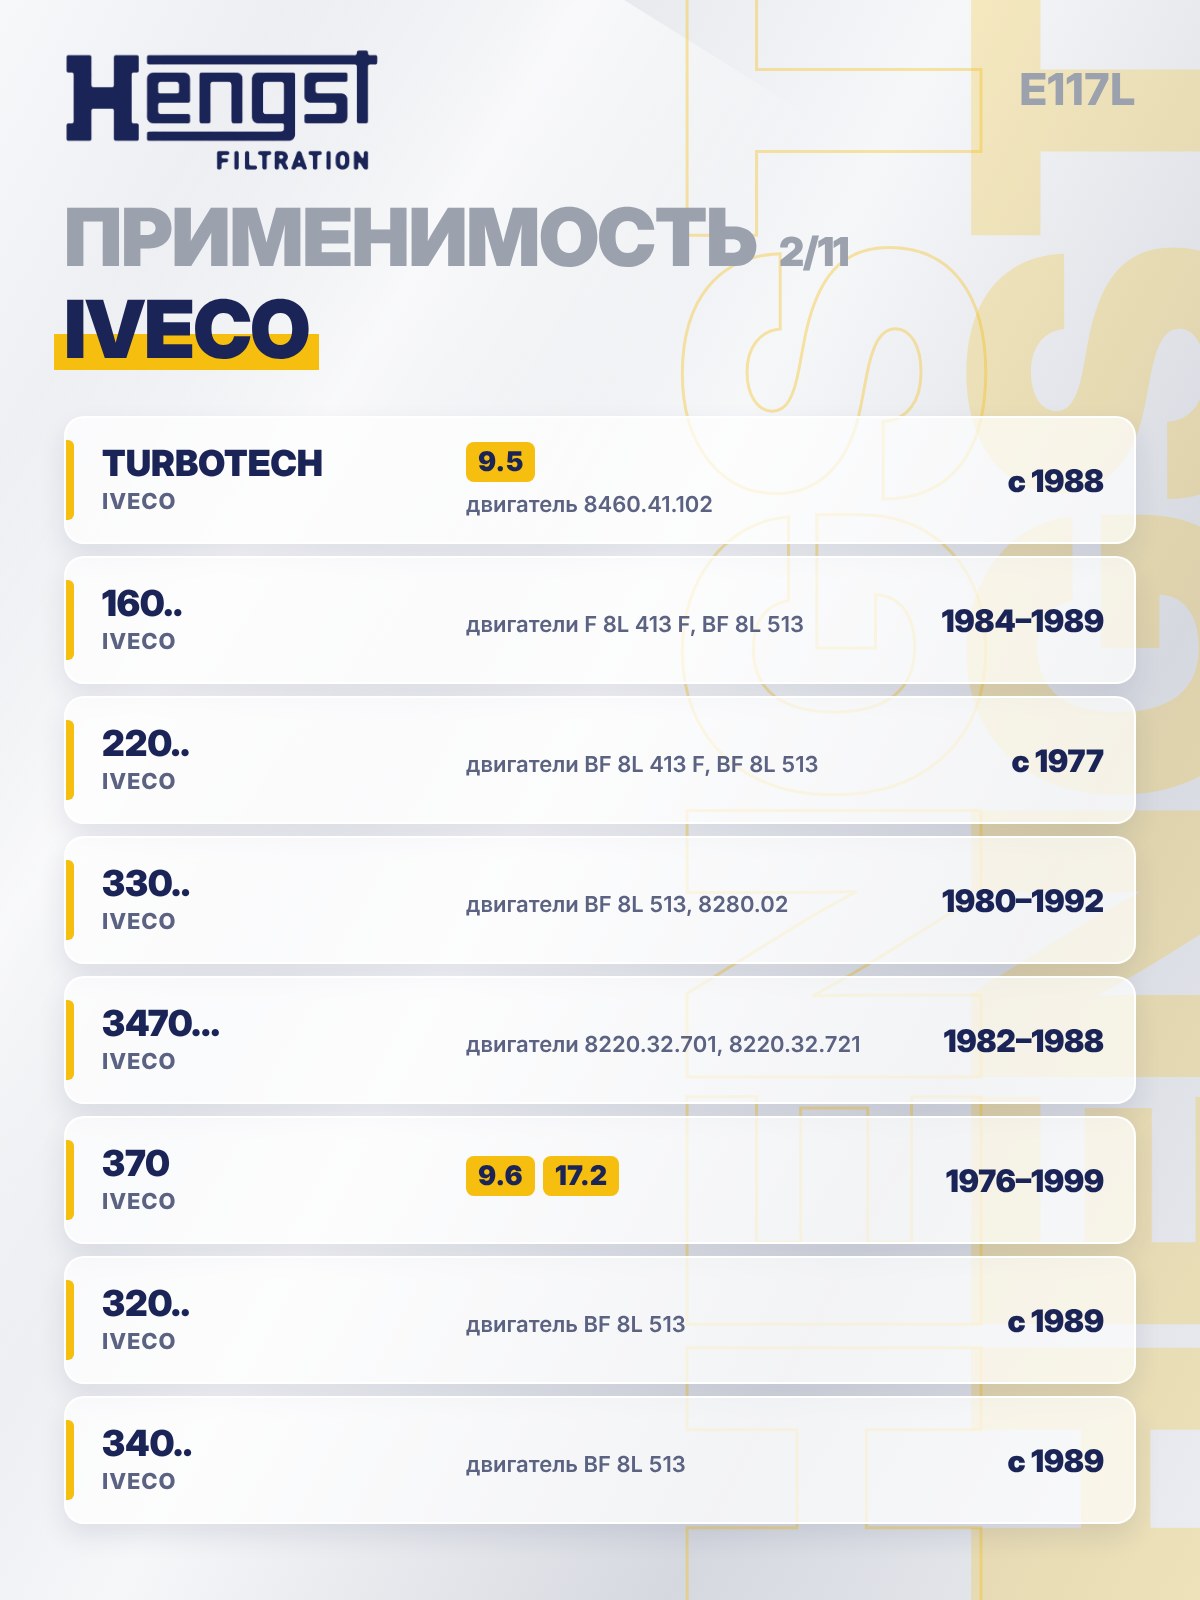 Hengst
FILTRATION
E117L
ПРИМЕНИМОСТЬ 2/11
IVECO
TURBOTECH
IVECO
9.5
двигатель 8460.41.102
с 1988
160..
IVECO
двигатели F 8L 413 F, BF 8L 513
1984–1989
220..
IVECO
двигатели BF 8L 413 F, BF 8L 513
с 1977
330..
IVECO
двигатели BF 8L 513, 8280.02
1980–1992
3470...
IVECO
двигатели 8220.32.701, 8220.32.721
1982–1988
370
IVECO
9.6 17.2
1976–1999
320..
IVECO
двигатель BF 8L 513
с 1989
340..
IVECO
двигатель BF 8L 513
с 1989
HENGST
HENGST